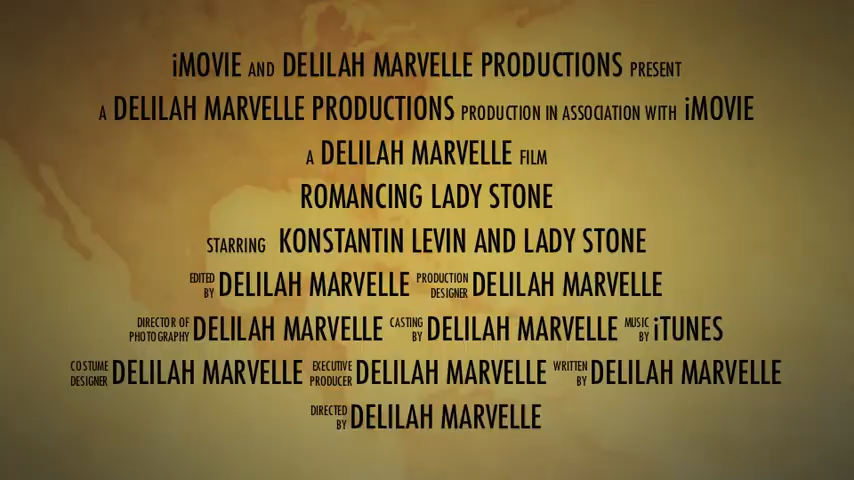 iMOVIE AND DELILAH MARVELLE PRODUCTIONS PRESENT
A DELILAH MARVELLE PRODUCTIONS PRODUCTION IN ASSOCIATION WITH iMOVIE
A DELILAH MARVELLE FILM
ROMANCING LADY STONE
STARRING KONSTANTIN LEVIN AND LADY STONE
EDITED BY DELILAH MARVELLE PRODUCTION DESIGNER DELILAH MARVELLE
DIRECTOR OF PHOTOGRAPHY DELILAH MARVELLE CASTING BY DELILAH MARVELLE MUSIC BY iTUNES
COSTUME DESIGNER DELILAH MARVELLE EXECUTIVE PRODUCER DELILAH MARVELLE WRITTEN BY DELILAH MARVELLE
DIRECTED BY DELILAH MARVELLE